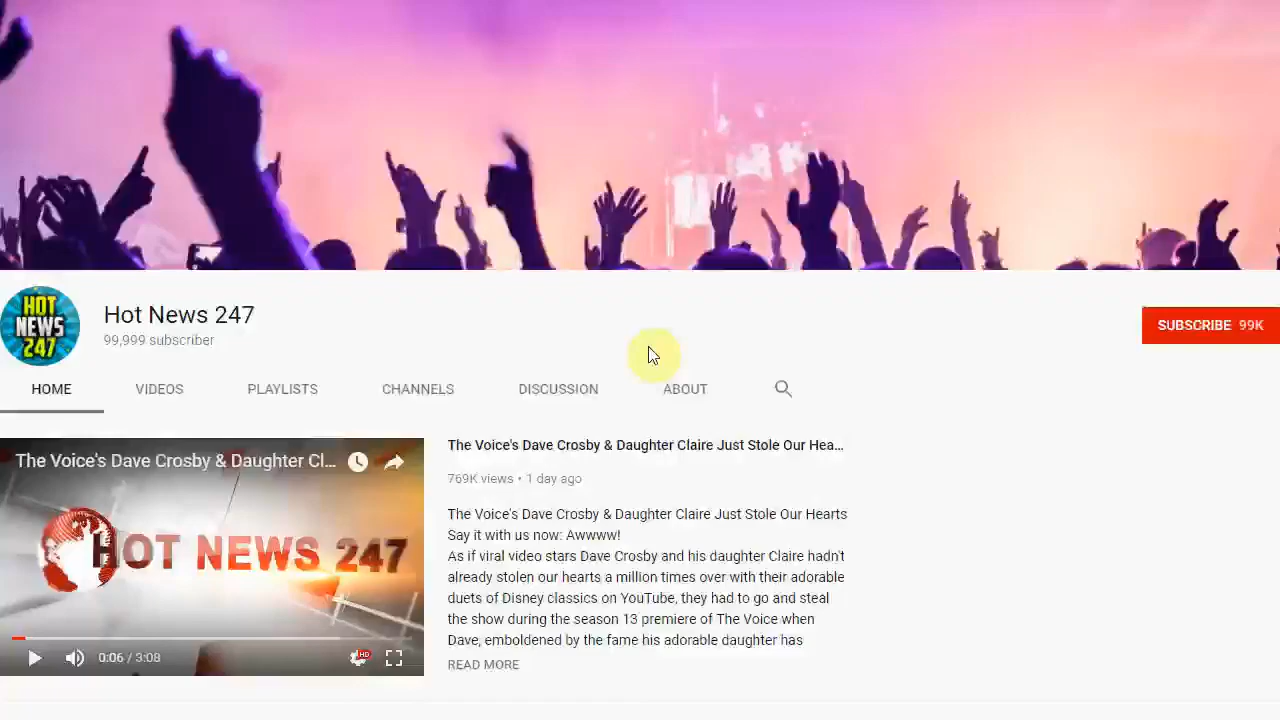 HOT
NEWS
247
Hot News 247
99,999 subscriber
SUBSCRIBE 99K
HOME VIDEOS PLAYLISTS CHANNELS DISCUSSION ABOUT
The Voice's Dave Crosby & Daughter Cl...
HOT NEWS 247
HD
0:06 / 3:08
The Voice's Dave Crosby & Daughter Claire Just Stole Our Hea...
769K views • 1 day ago
The Voice's Dave Crosby & Daughter Claire Just Stole Our Hearts
Say it with us now: Awwww!
As if viral video stars Dave Crosby and his daughter Claire hadn't
already stolen our hearts a million times over with their adorable
duets of Disney classics on YouTube, they had to go and steal
the show during the season 13 premiere of The Voice when
Dave, emboldened by the fame his adorable daughter has
READ MORE